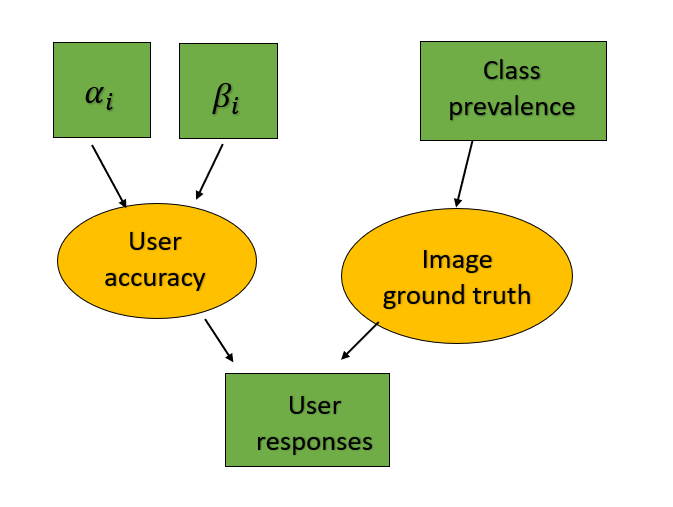 αᵢ
βᵢ
Class
prevalence
User
accuracy
Image
ground truth
User
responses